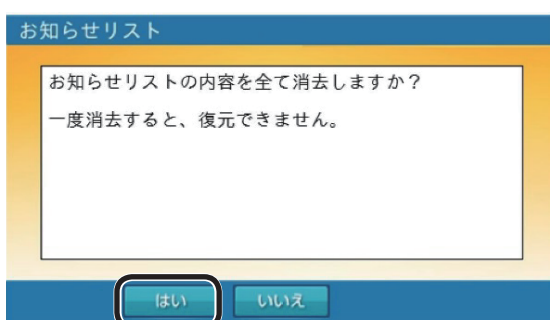 お知らせリスト
お知らせリストの内容を全て消去しますか？
一度消去すると、復元できません。
はい
いいえ